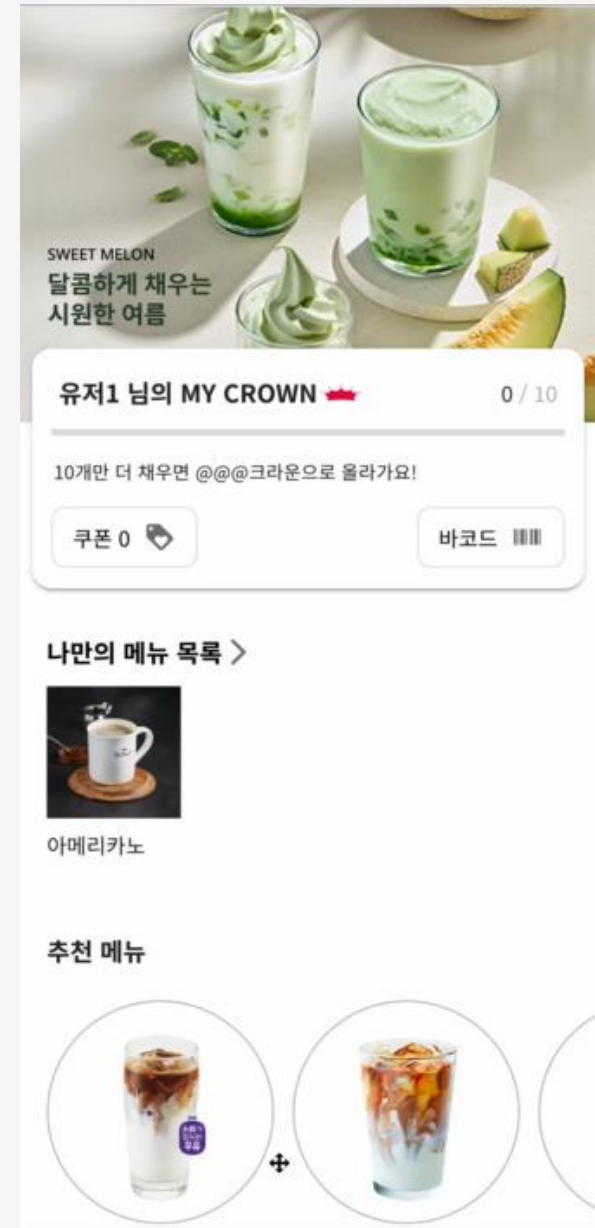 SWEET MELON
달콤하게 채우는
시원한 여름
유저1 님의 MY CROWN
0 / 10
10개만 더 채우면 @@@크라운으로 올라가요!
쿠폰 0
바코드
나만의 메뉴 목록
아메리카노
추천 메뉴
우유